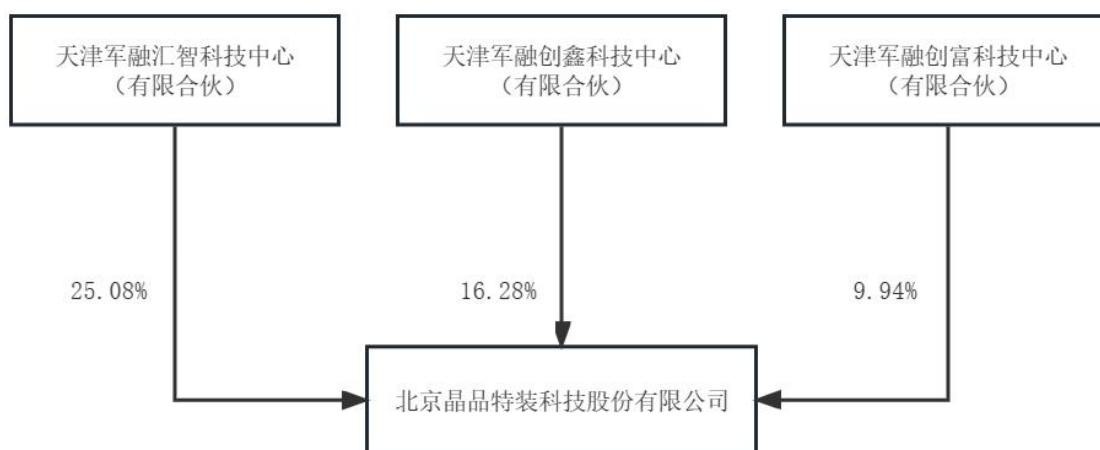 天津军融汇智科技中心
（有限合伙）
天津军融创鑫科技中心
（有限合伙）
天津军融创富科技中心
（有限合伙）
25.08%
16.28%
9.94%
北京晶品特装科技股份有限公司